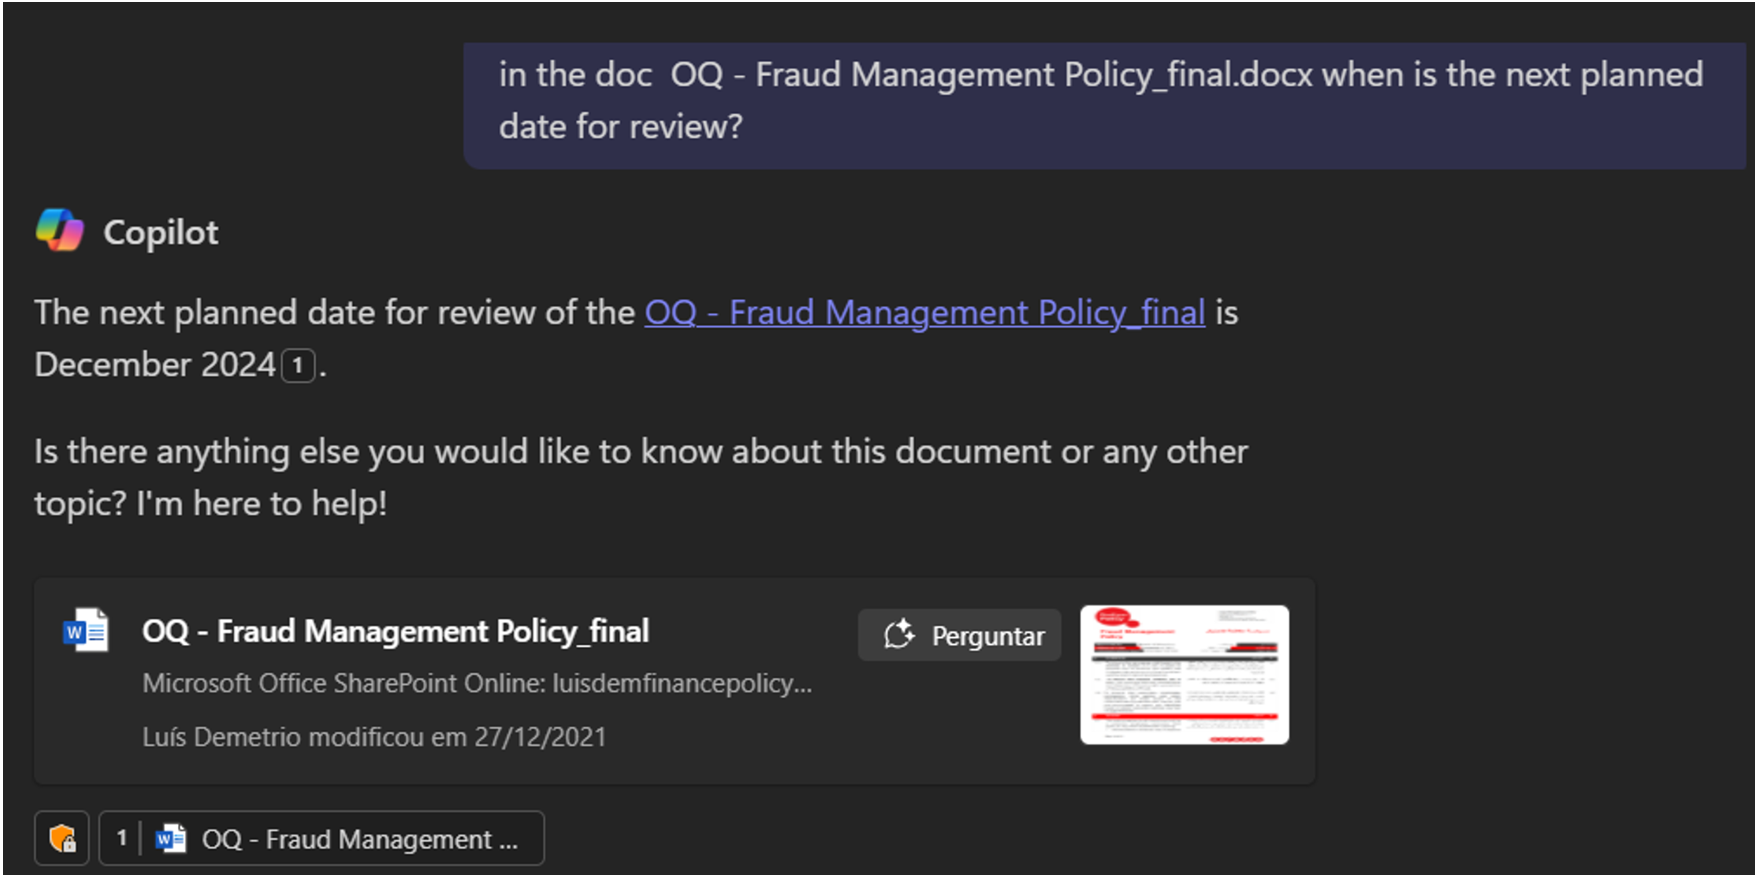 in the doc  OQ - Fraud Management Policy_final.docx when is the next planned
date for review?
Copilot
The next planned date for review of the OQ - Fraud Management Policy_final is
December 2024 1.
Is there anything else you would like to know about this document or any other
topic? I'm here to help!
OQ - Fraud Management Policy_final
Perguntar
Microsoft Office SharePoint Online: luisdemfinancepolicy...
Luís Demetrio modificou em 27/12/2021
Fraud Management
Policy
1 OQ - Fraud Management ...